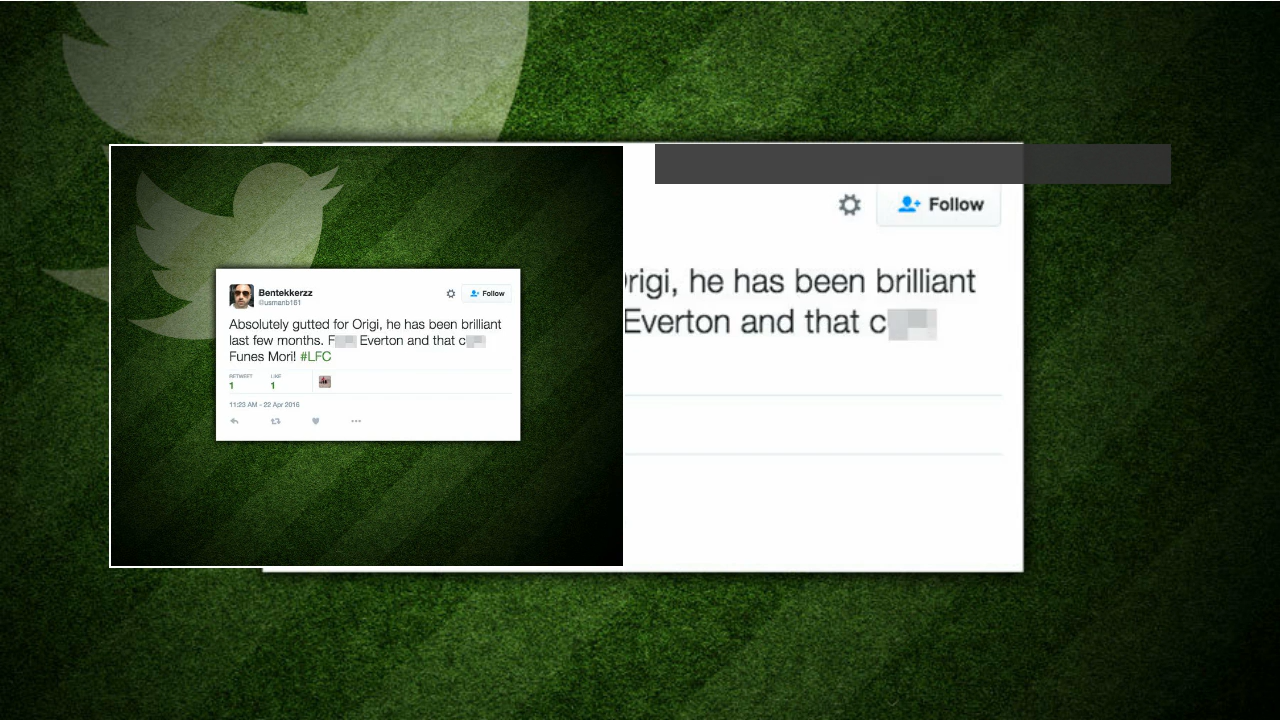 Bentekkerzz
@usmanb181
Follow
Absolutely gutted for Origi, he has been brilliant
last few months. F Everton and that c
Funes Mori! #LFC
RETWEET
1
LIKE
1
11:23 AM - 22 Apr 2016
Follow
rigi, he has been brilliant
Everton and that c